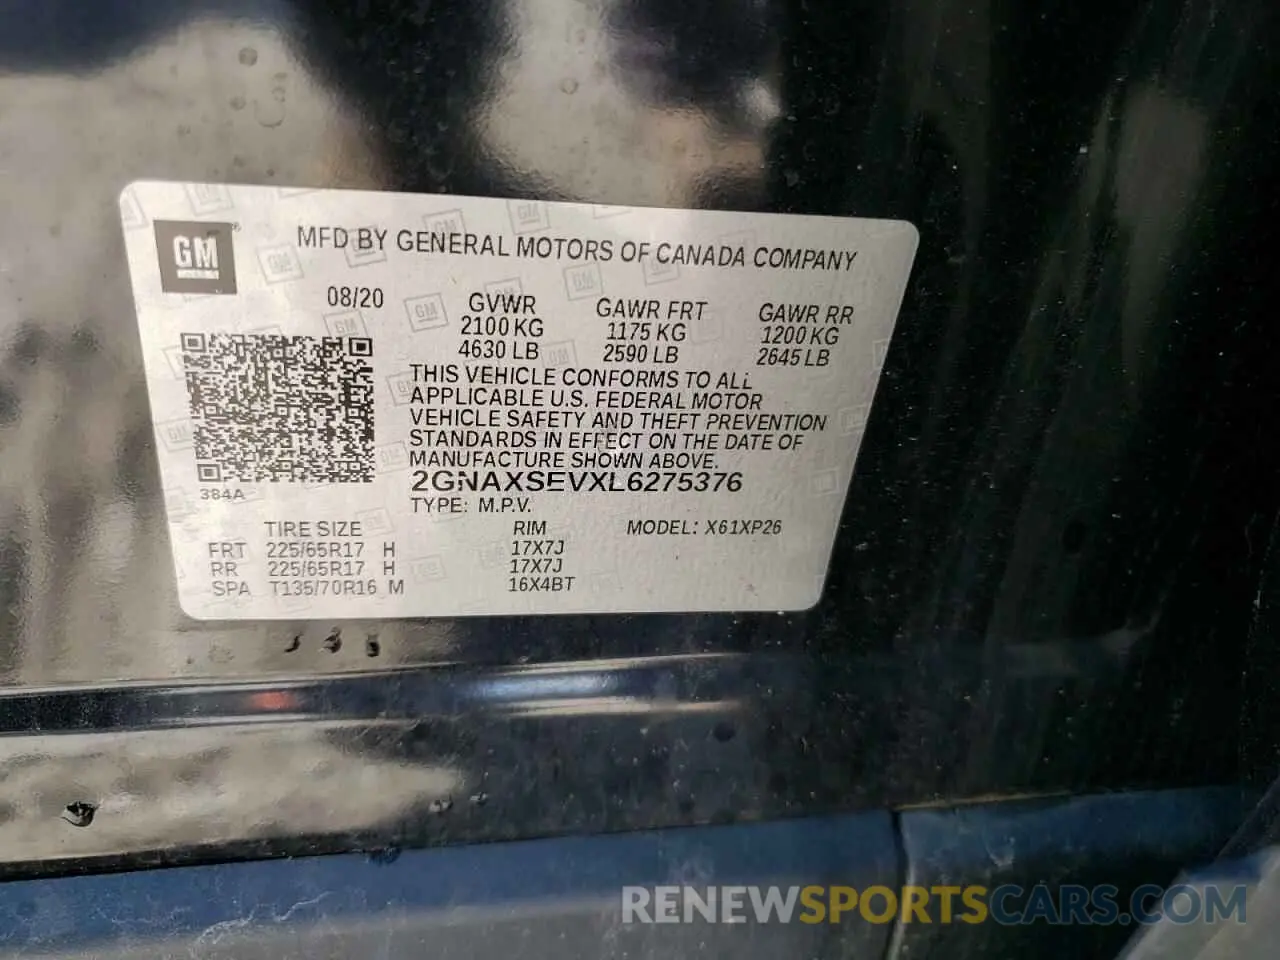 GM
MFD BY GENERAL MOTORS OF CANADA COMPANY
08/20
GVWR GAWR FRT GAWR RR
2100 KG 1175 KG 1200 KG
4630 LB 2590 LB 2645 LB
THIS VEHICLE CONFORMS TO ALL
APPLICABLE U.S. FEDERAL MOTOR
VEHICLE SAFETY AND THEFT PREVENTION
STANDARDS IN EFFECT ON THE DATE OF
MANUFACTURE SHOWN ABOVE.
384A
2GNAXSEVXL6275376
TYPE: M.P.V.
TIRE SIZE RIM MODEL: X61XP26
FRT 225/65R17 H 17X7J
RR 225/65R17 H 17X7J
SPA T135/70R16 M 16X4BT
RENEWSPORTSCARS.COM